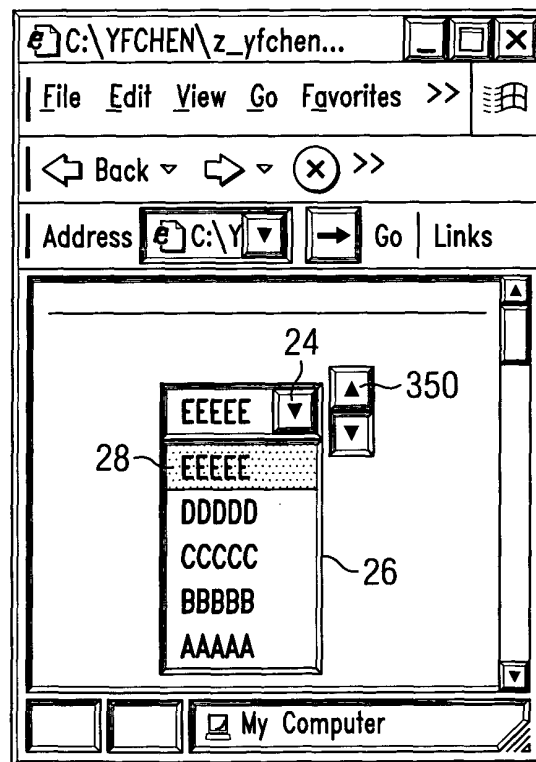 C:\YFCHEN\z_yfchen...
File Edit View Go Favorites >>
Back >>
Address C:\Y Go Links
24
350
EEEEE
28
EEEEE
DDDDD
CCCCC
26
BBBBB
AAAAA
My Computer